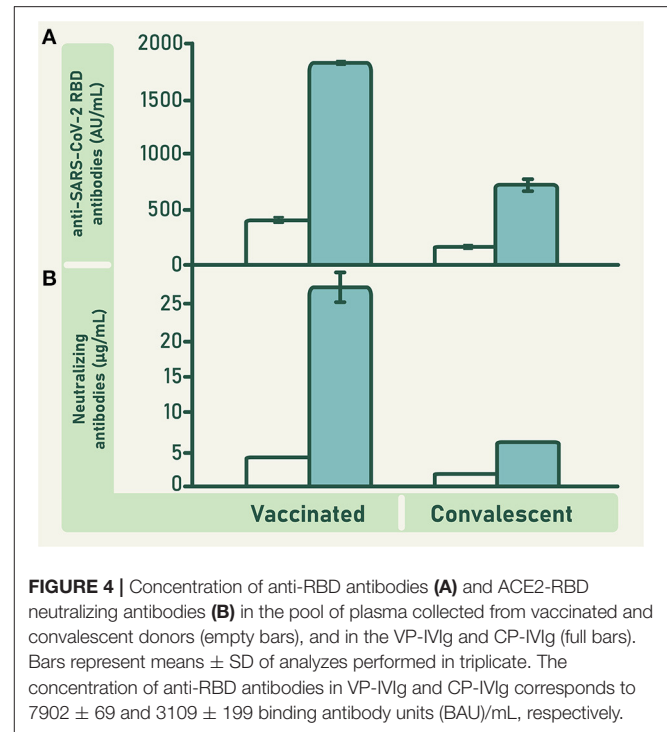 A
anti-SARS-CoV-2 RBD
antibodies (AU/mL)
2000
1500
1000
500
0
B
Neutralizing
antibodies (µg/mL)
25
20
15
10
5
0
Vaccinated
Convalescent
FIGURE 4 | Concentration of anti-RBD antibodies (A) and ACE2-RBD
neutralizing antibodies (B) in the pool of plasma collected from vaccinated and
convalescent donors (empty bars), and in the VP-IVIg and CP-IVIg (full bars).
Bars represent means ± SD of analyzes performed in triplicate. The
concentration of anti-RBD antibodies in VP-IVIg and CP-IVIg corresponds to
7902 ± 69 and 3109 ± 199 binding antibody units (BAU)/mL, respectively.